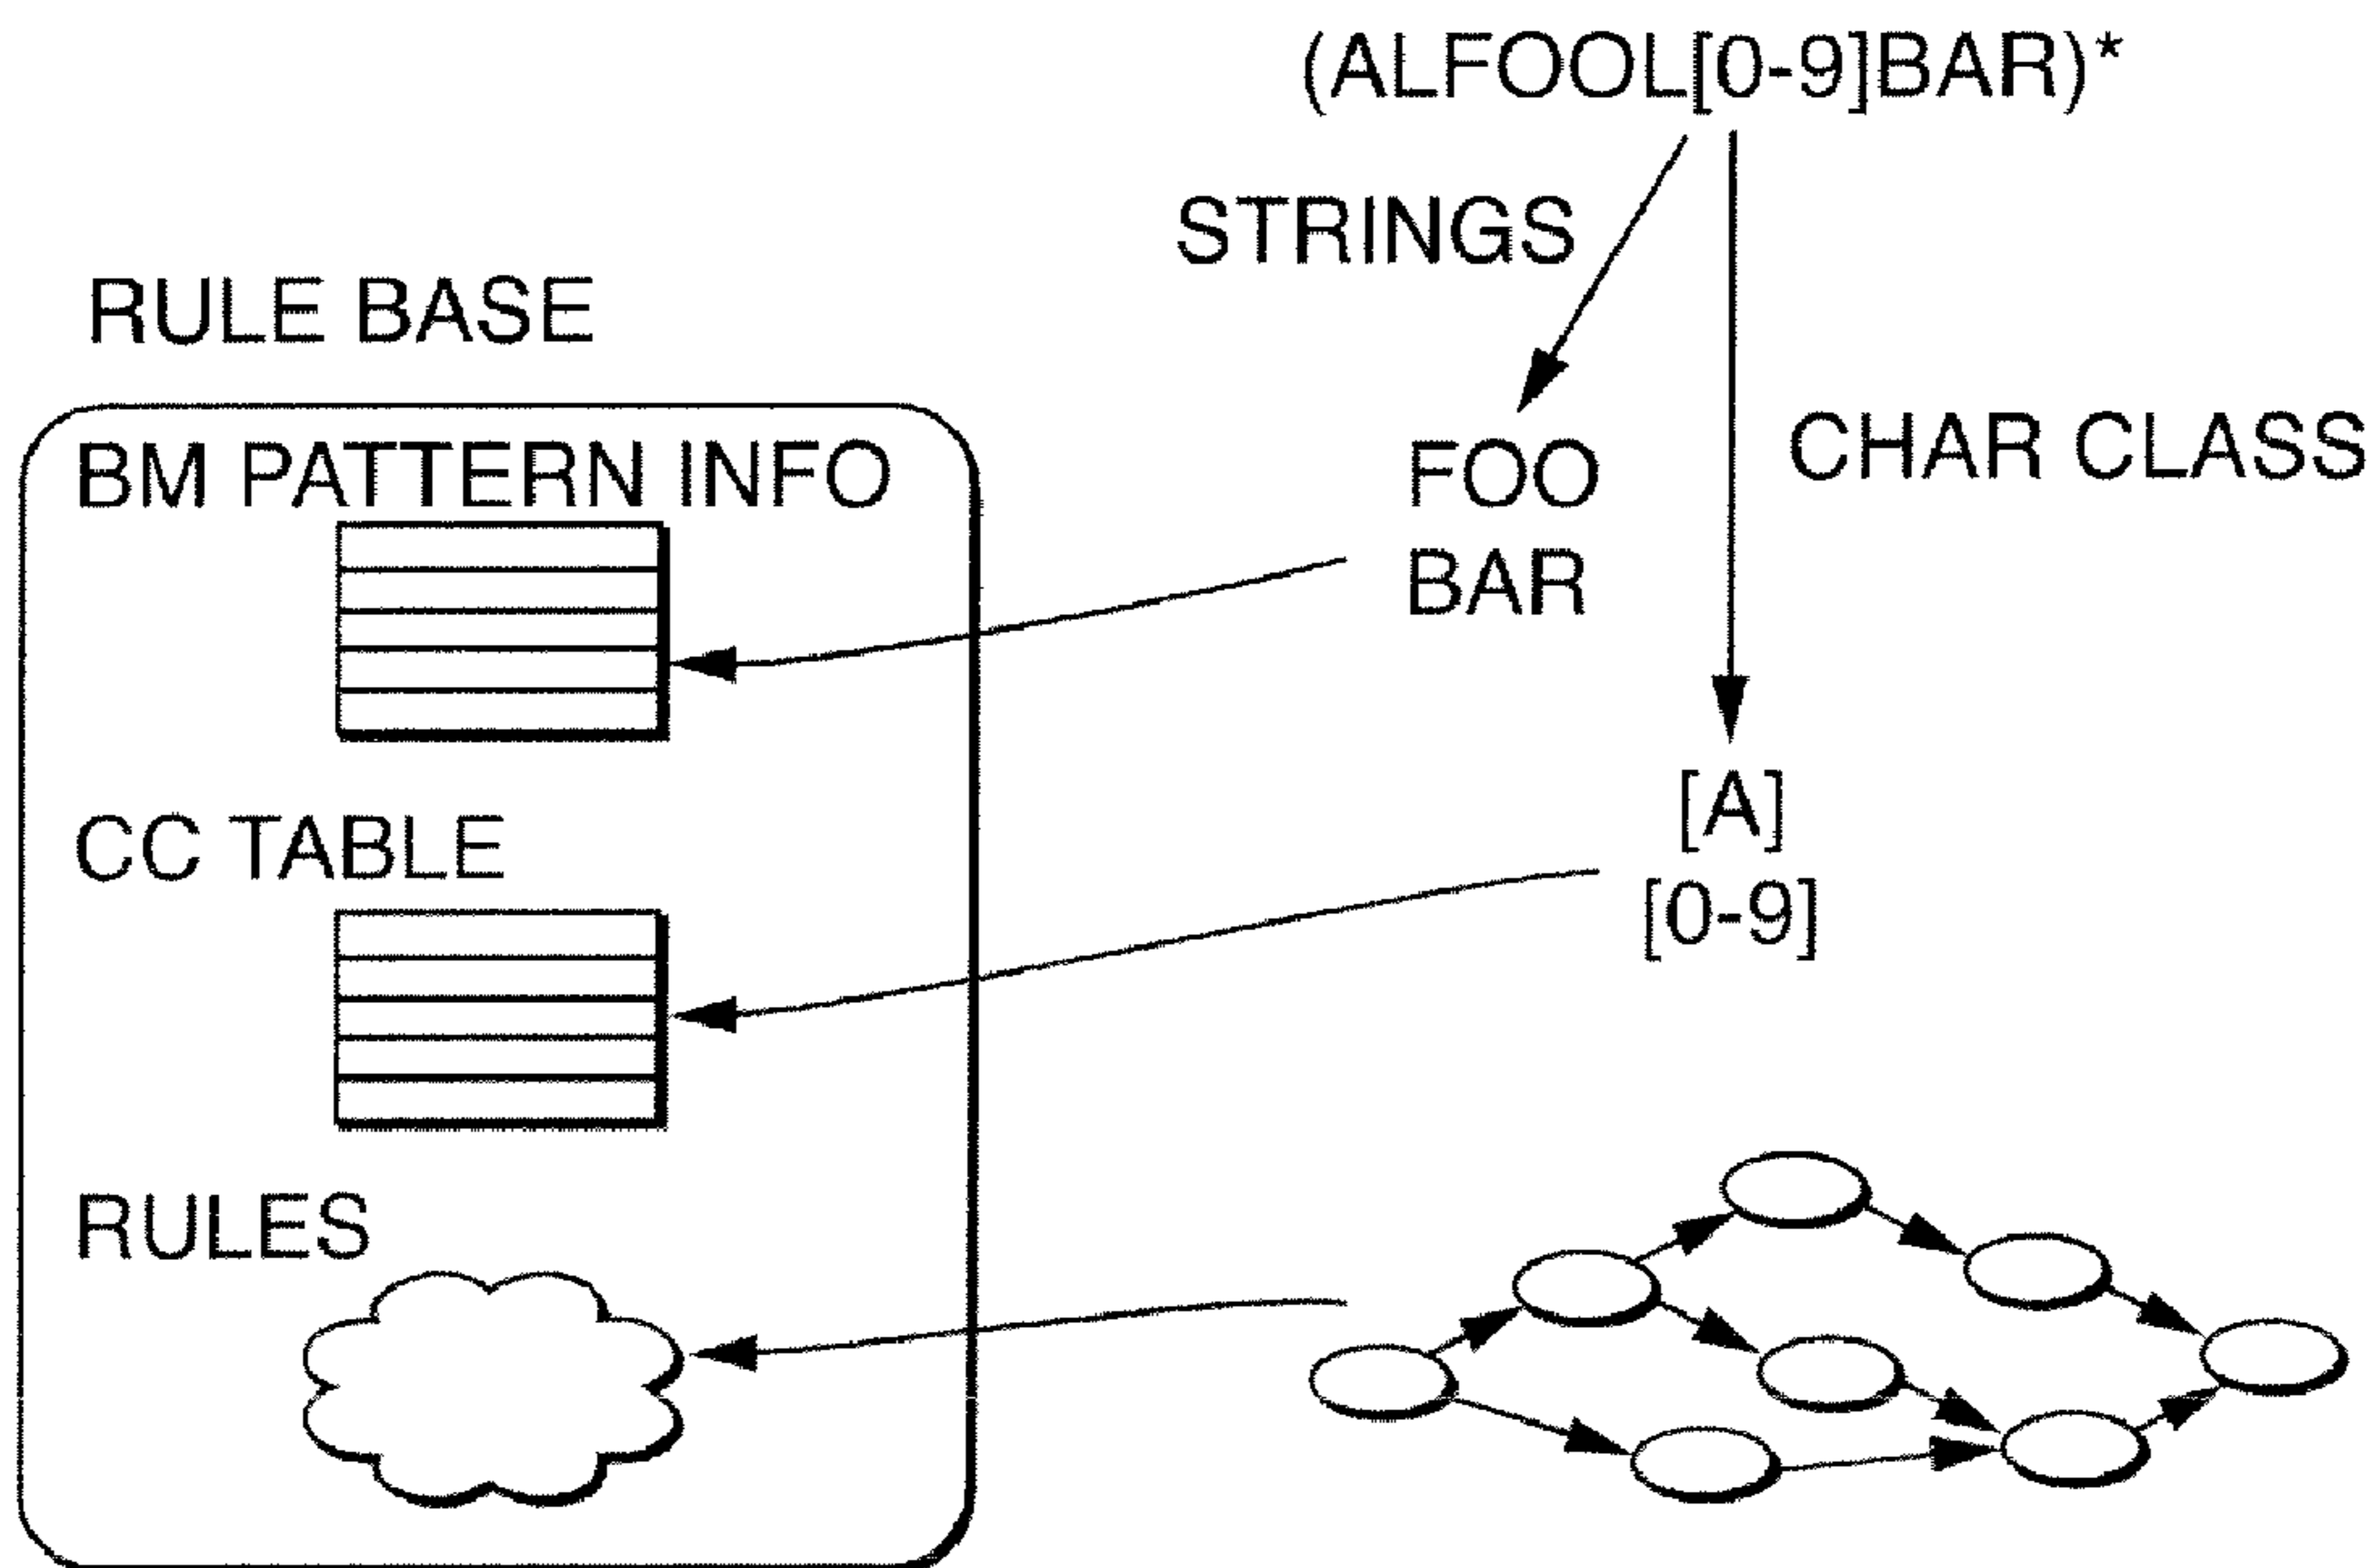 (ALFOOL[0-9]BAR)*
STRINGS
RULE BASE
CHAR CLASS
BM PATTERN INFO
FOO
BAR
CC TABLE
[A]
[0-9]
RULES